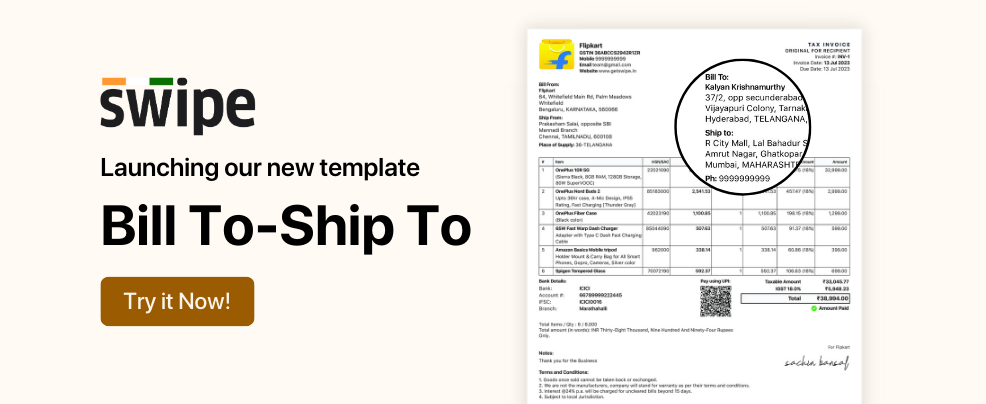 swipe
Launching our new template
Bill To-Ship To
Try it Now!
Flipkart
GSTIN 36ABCCS2942R12R
Mobile 9999999999
Email team@gmail.com
Website www.getswipe.in
TAX INVOICE
ORIGINAL FOR RECIPIENT
Invoice #: INV-1
Invoice Date: 13 Jul 2023
Due Date: 13 Jul 2023
Bill From:
Flipkart
64, Whitefield Main Rd, Palm Meadows
Whitefield
Bengaluru, KARNATAKA, 560066
Ship From:
Prakasham Salai, opposite SBI
Mannadi Branch
Chennai, TAMILNADU, 600108
Place of Supply: 36-TELANGANA
Bill To:
Kalyan Krishnamurthy
37/2, opp secunderabad
Vijayapuri Colony, Tarnak
Hyderabad, TELANGANA,
Ship to:
R City Mall, Lal Bahadur S
Amrut Nagar, Ghatkopar
Mumbai, MAHARASHT
Ph: 9999999999
# Item HSN/SAC Amount Amount
1 OnePlus 10R 5G
(Sierra Black, 8GB RAM, 128GB Storage,
80W SuperVOOC)
2 OnePlus Nord Buds 2 85183000 2,541.53 457.47 (18%) 2,999.00
Upto 36hr case, 4-Mic Design, IP55
Rating, Fast Charging [Thunder Gray]
3 OnePlus Fiber Case 1,100.85 1 1,100.85 198.15 (18%) 1,299.00
(Black color)
4 65W Fast Warp Dash Charger 85044090 507.63 1 507.63 91.37 (18%) 599.00
Adapter with Type C Dash Fast Charging
Cable
5 Amazon Basics Mobile tripod 338.14 1 338.14 60.86 (18%) 399.00
Holder Mount & Carry Bag for All Smart
Phones, Gopro, Cameras, Silver color
6 Spigen Tempered Glass 70072190 592.37 1 592.37 106.63 (18%) 699.00
Bank Details:
Bank: ICICI
Account #: 66789999222445
IFSC: ICICI0016
Branch: Marathahalli
Pay using UPI:
Taxable Amount ₹33,045.77
IGST 18.0% ₹5,948.23
Total ₹38,994.00
Amount Paid
Total Items / Qty : 6 / 6.000
Total amount (in words): INR Thirty-Eight Thousand, Nine Hundred And Ninety-Four Rupees
Only.
For Flipkart
Notes:
Thank you for the Business
sachin bansal
Terms and Conditions:
1. Goods once sold cannot be taken back or exchanged.
2. We are not the manufacturers, company will stand for warranty as per their terms and conditions.
3. Interest @24% p.a. will be charged for uncleared bills beyond 15 days.
4. Subject to local Jurisdiction.